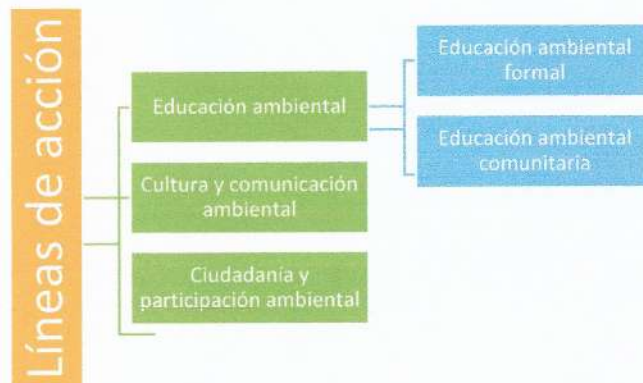 Líneas de acción
Educación ambiental
Cultura y comunicación
ambiental
Ciudadanía y
participación ambiental
Educación ambiental
formal
Educación ambiental
comunitaria